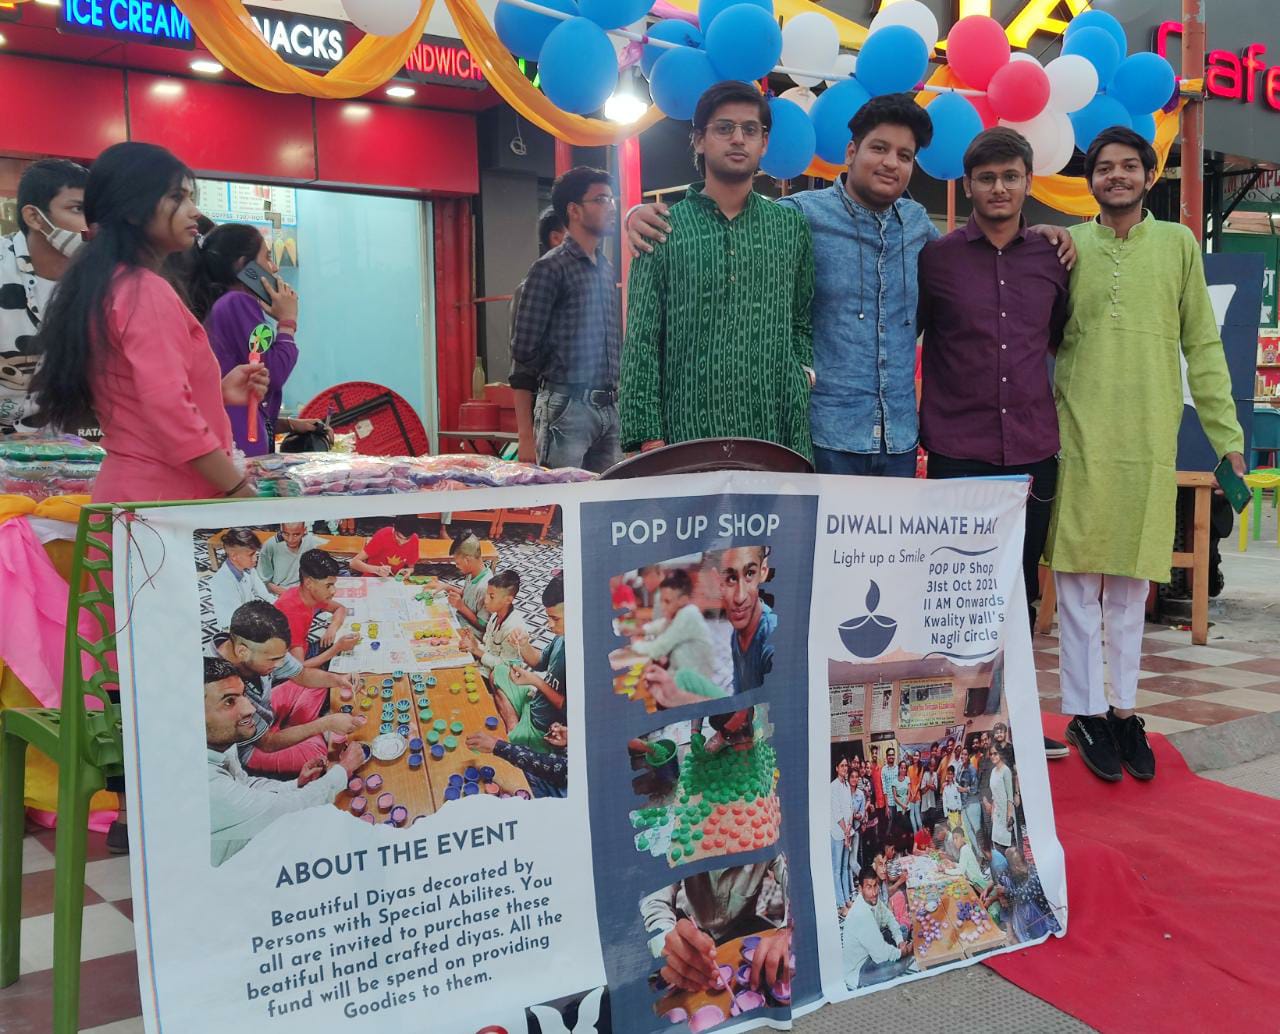 ICE CREAM
SNACKS
SANDWICH
Cafe
RATA
ABOUT THE EVENT
Beautiful Diyas decorated by
Persons with Special Abilites. You
all are invited to purchase these
beatiful hand crafted diyas. All the
fund will be spend on providing
Goodies to them.
POP UP SHOP
DIWALI MANATE HAI
Light up a Smile
POP UP Shop
31st Oct 2021
11 AM Onwards
Kwality Wall's
Nagli Circle